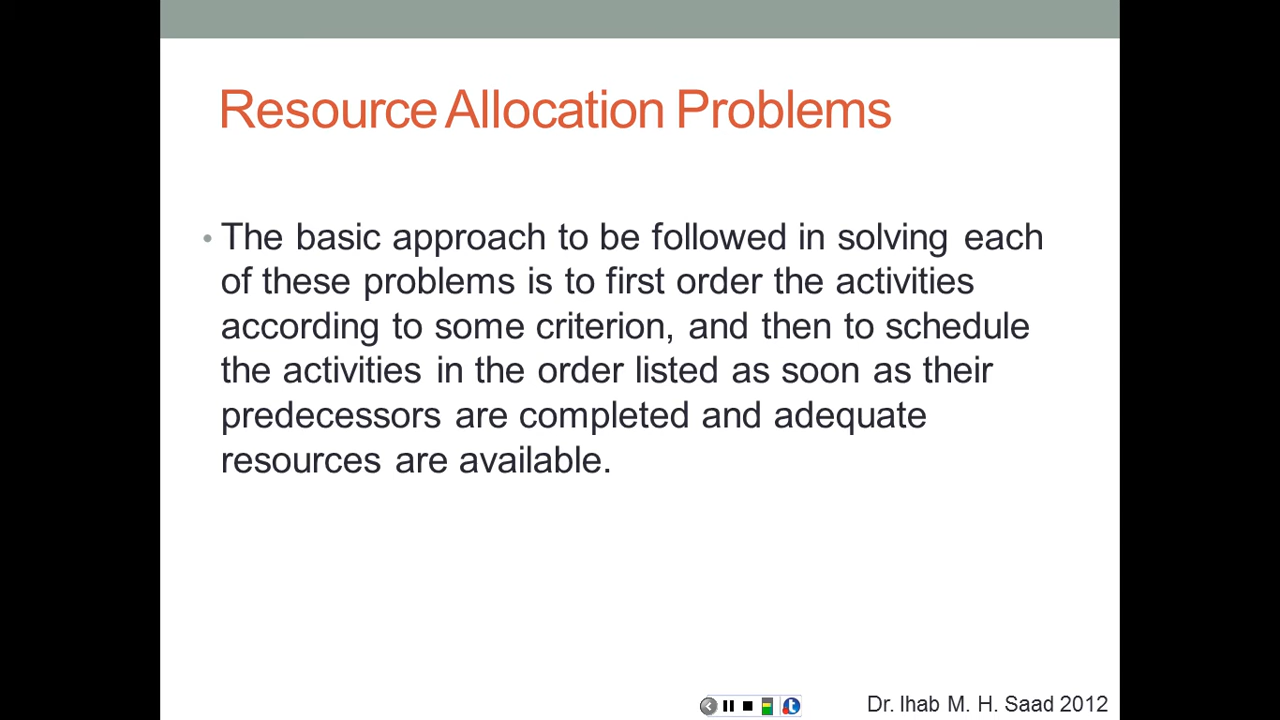 Resource Allocation Problems
• The basic approach to be followed in solving each
of these problems is to first order the activities
according to some criterion, and then to schedule
the activities in the order listed as soon as their
predecessors are completed and adequate
resources are available.
Dr. Ihab M. H. Saad 2012